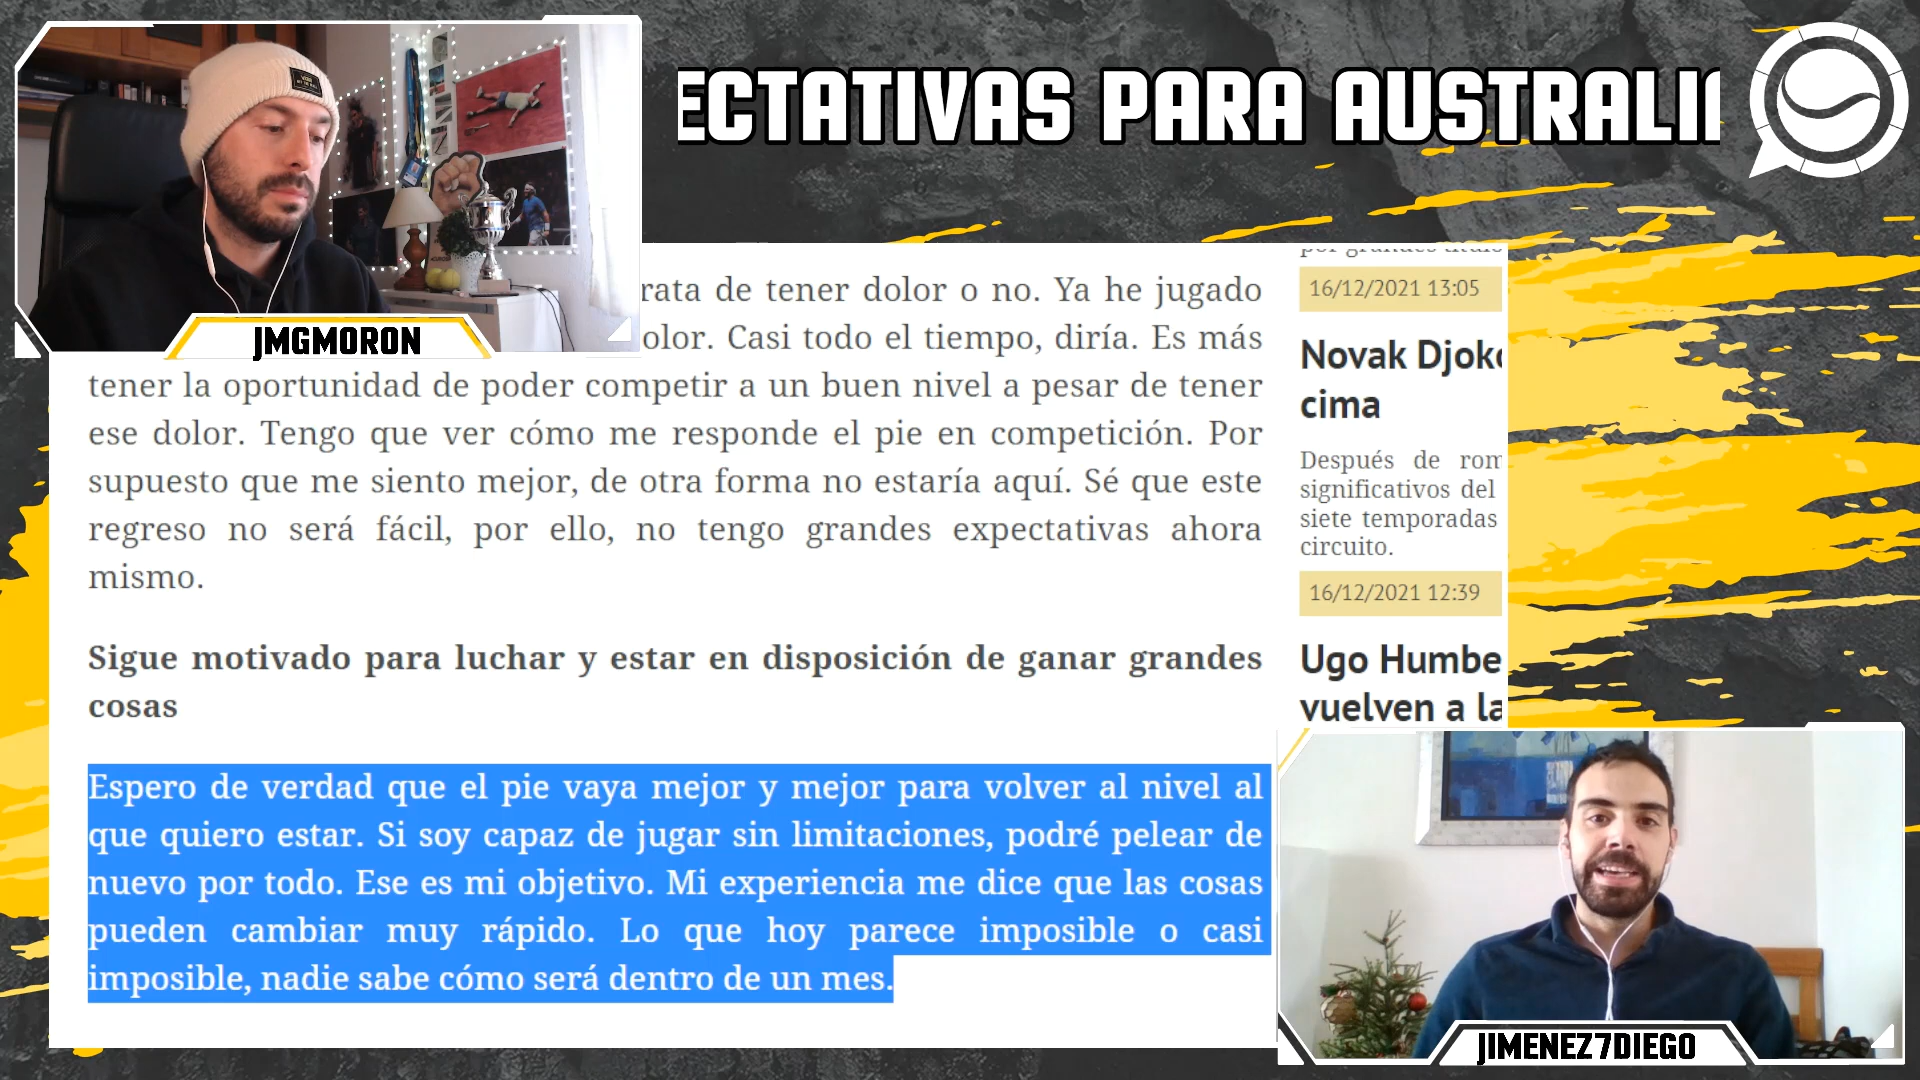 ECTATIVAS PARA AUSTRALI
JMGMORON
rata de tener dolor o no. Ya he jugado
olor. Casi todo el tiempo, diría. Es más
tener la oportunidad de poder competir a un buen nivel a pesar de tener
ese dolor. Tengo que ver cómo me responde el pie en competición. Por
supuesto que me siento mejor, de otra forma no estaría aquí. Sé que este
regreso no será fácil, por ello, no tengo grandes expectativas ahora
mismo.
Sigue motivado para luchar y estar en disposición de ganar grandes
cosas
Espero de verdad que el pie vaya mejor y mejor para volver al nivel al
que quiero estar. Si soy capaz de jugar sin limitaciones, podré pelear de
nuevo por todo. Ese es mi objetivo. Mi experiencia me dice que las cosas
pueden cambiar muy rápido. Lo que hoy parece imposible o casi
imposible, nadie sabe cómo será dentro de un mes.
16/12/2021 13:05
Novak Djoko
cima
Después de rom
significativos del
siete temporadas
circuito.
16/12/2021 12:39
Ugo Humbe
vuelven a la
JIMENEZ7DIEGO